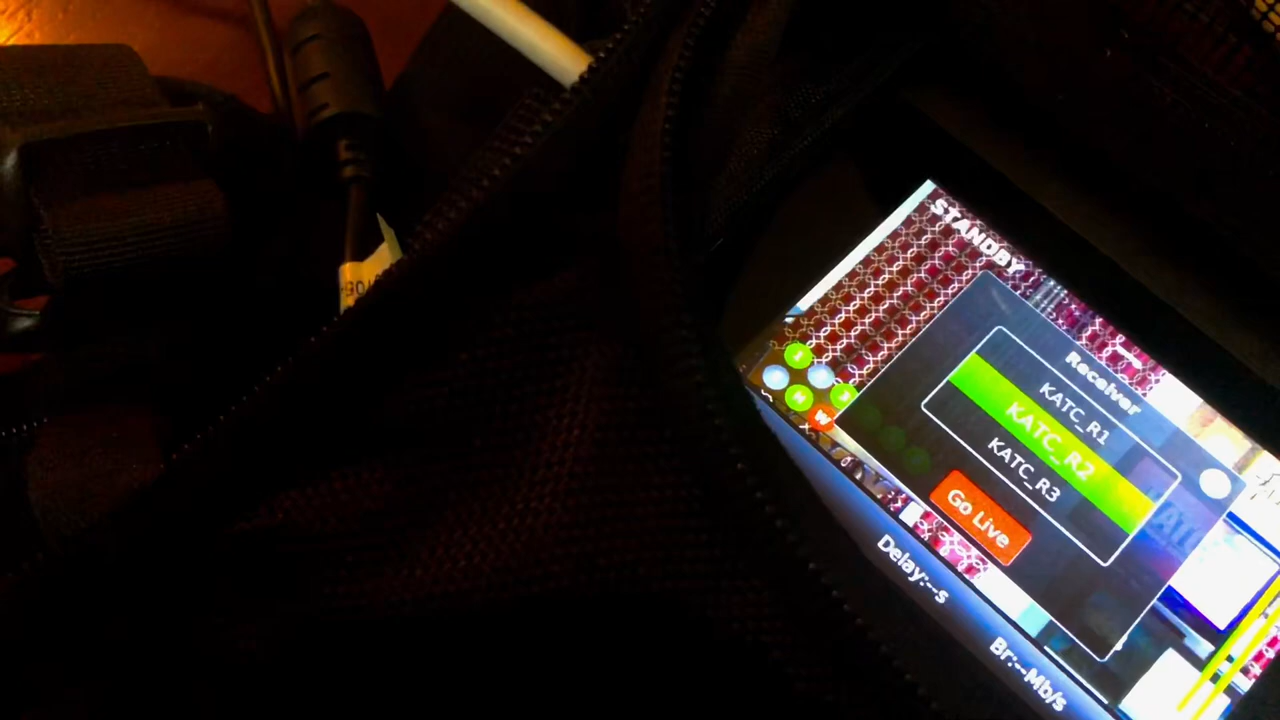 STANDBY
Receiver
KATC_R1
KATC_R2
KATC_R3
Go Live
W
H
Delay:--s
Br:--Mb/s